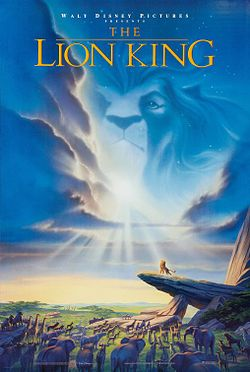 WALT DISNEY PICTURES
PRESENTS
THE
LION KING